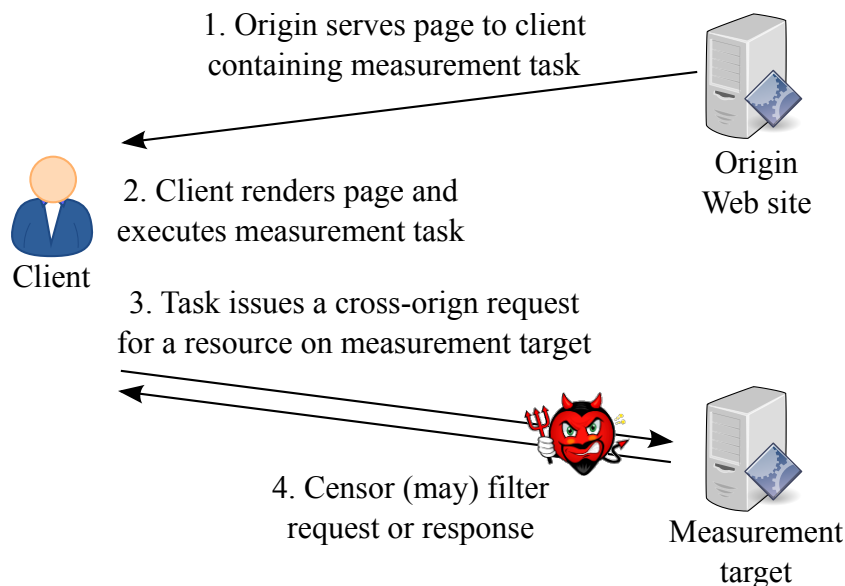 1. Origin serves page to client
containing measurement task
Origin
Web site
2. Client renders page and
executes measurement task
Client
3. Task issues a cross-orign request
for a resource on measurement target
4. Censor (may) filter
request or response
Measurement
target